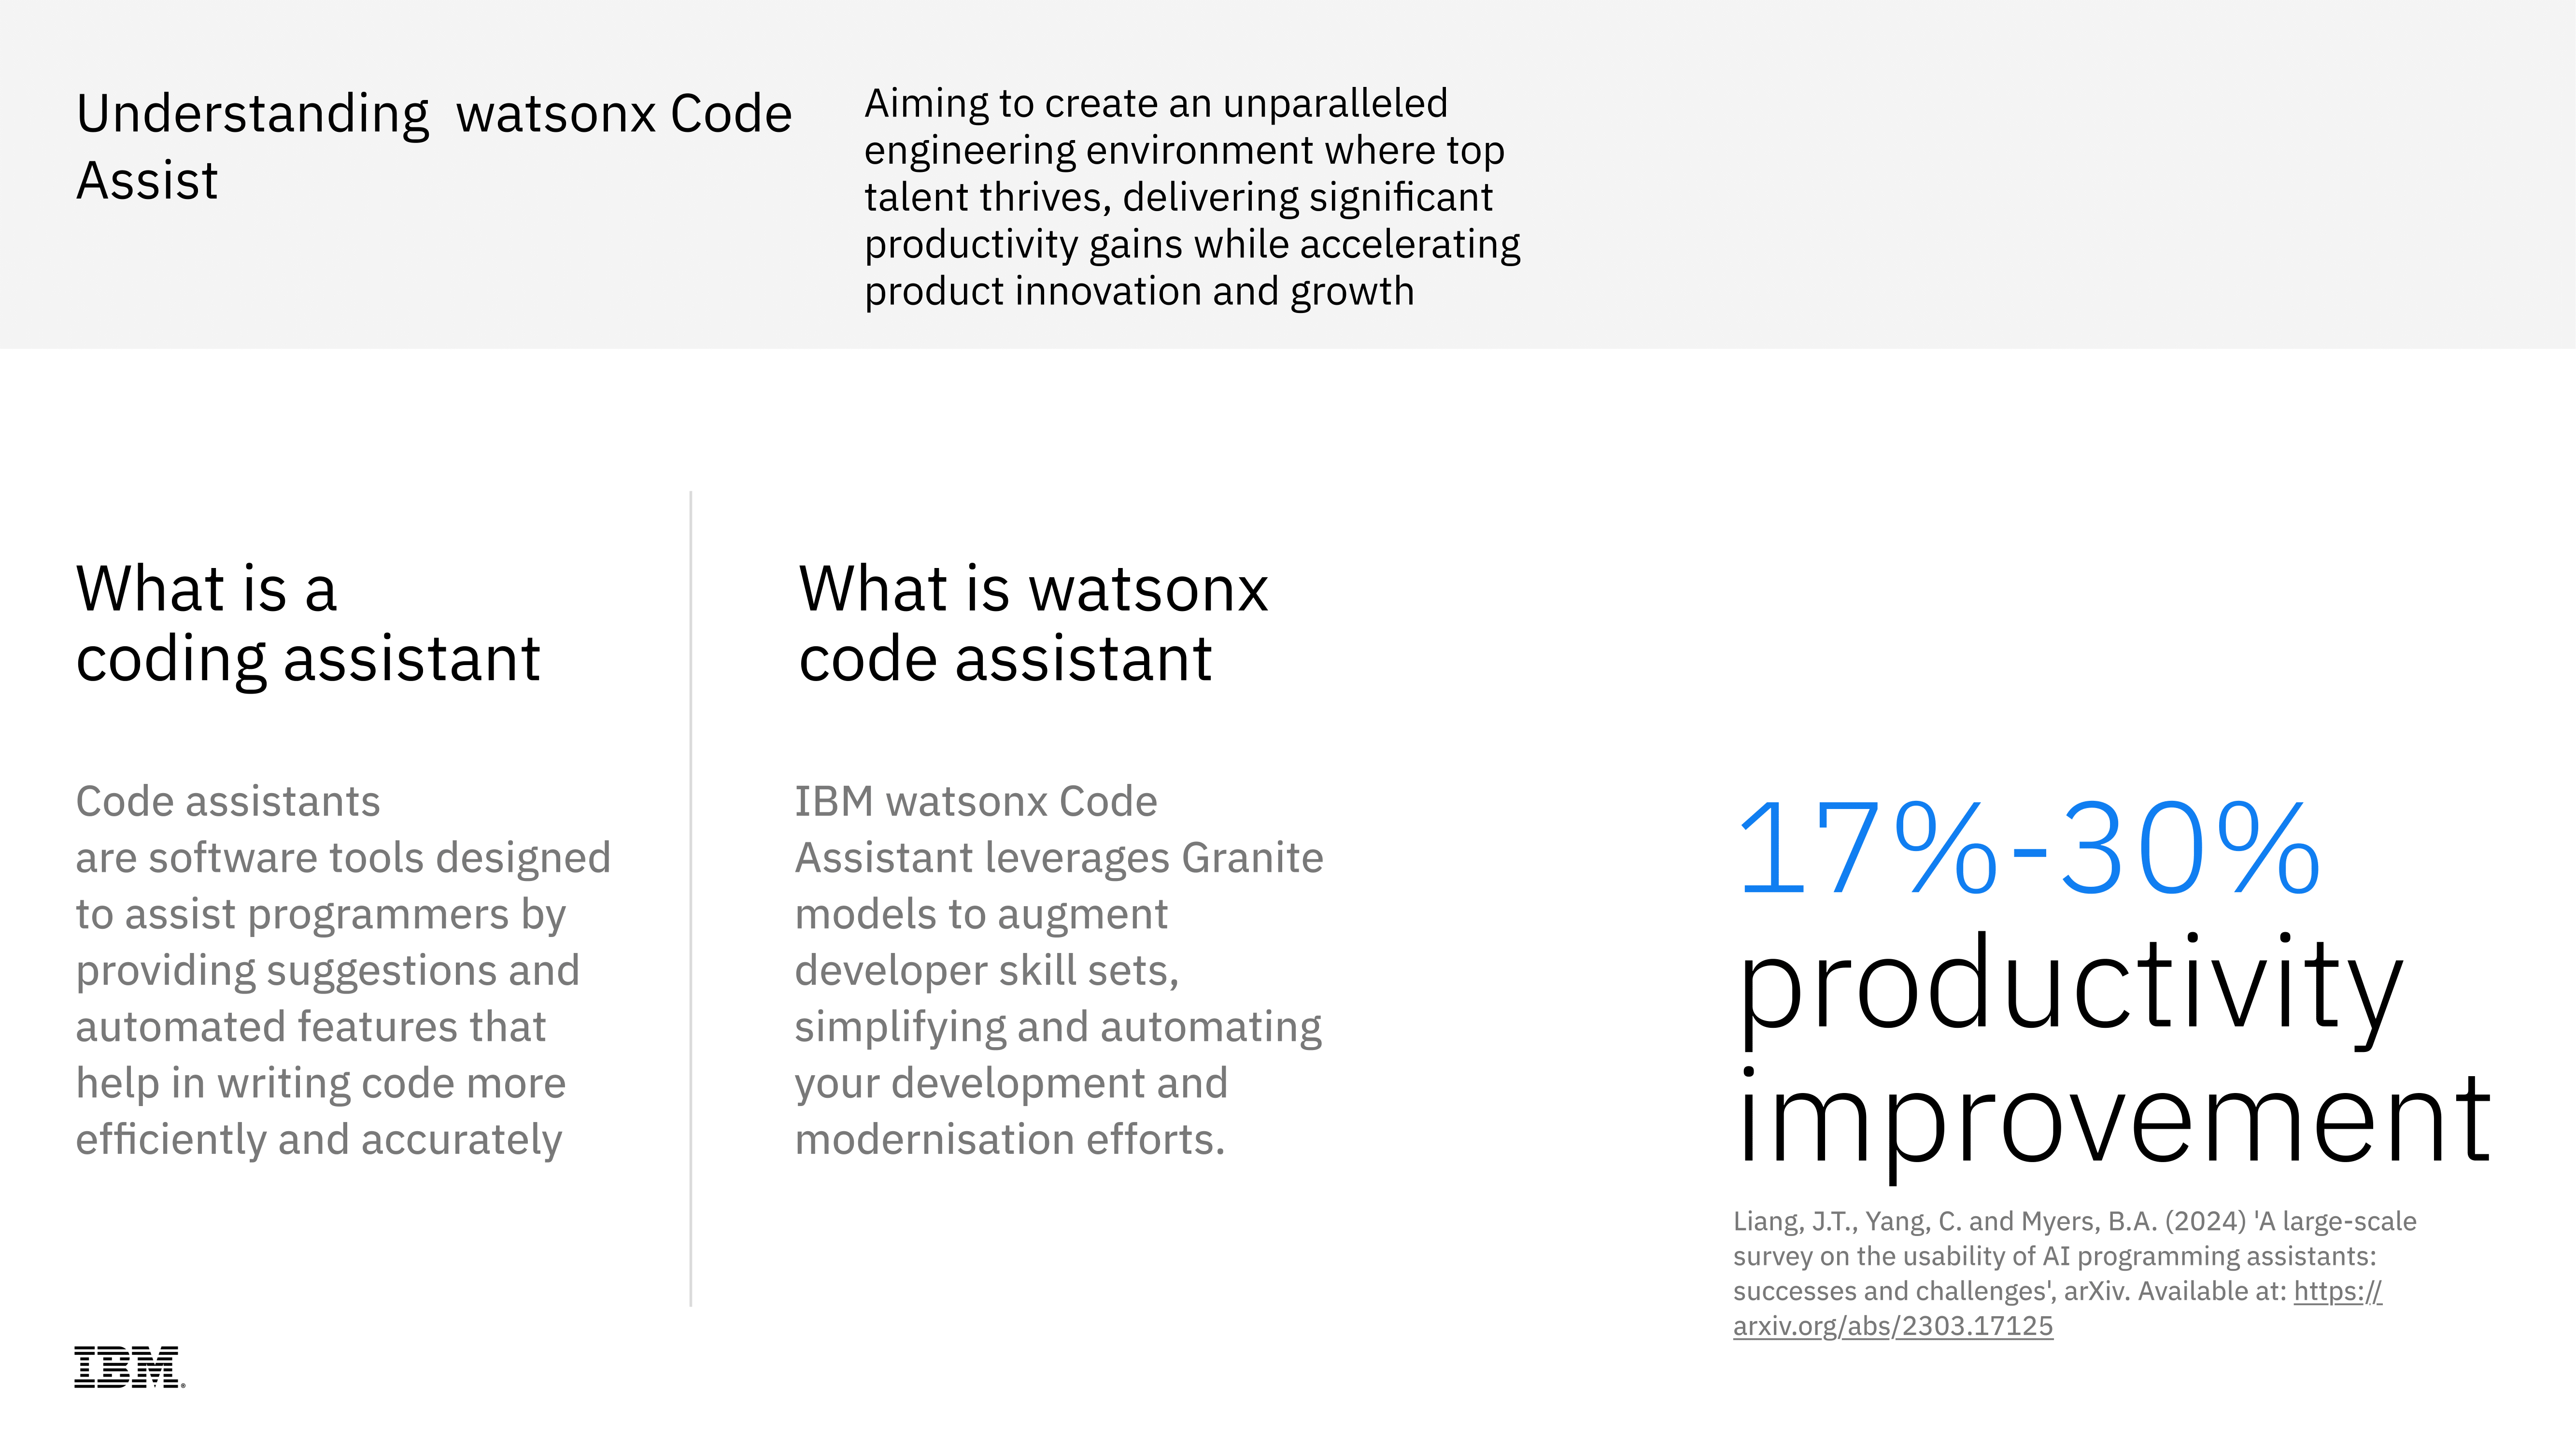 Understanding  watsonx Code
Assist
Aiming to create an unparalleled
engineering environment where top
talent thrives, delivering significant
productivity gains while accelerating
product innovation and growth
What is a
coding assistant
Code assistants
are software tools designed
to assist programmers by
providing suggestions and
automated features that
help in writing code more
efficiently and accurately
What is watsonx
code assistant
IBM watsonx Code
Assistant leverages Granite
models to augment
developer skill sets,
simplifying and automating
your development and
modernisation efforts.
17%-30%
productivity
improvement
Liang, J.T., Yang, C. and Myers, B.A. (2024) 'A large-scale
survey on the usability of AI programming assistants:
successes and challenges', arXiv. Available at: https://
arxiv.org/abs/2303.17125
IBM®